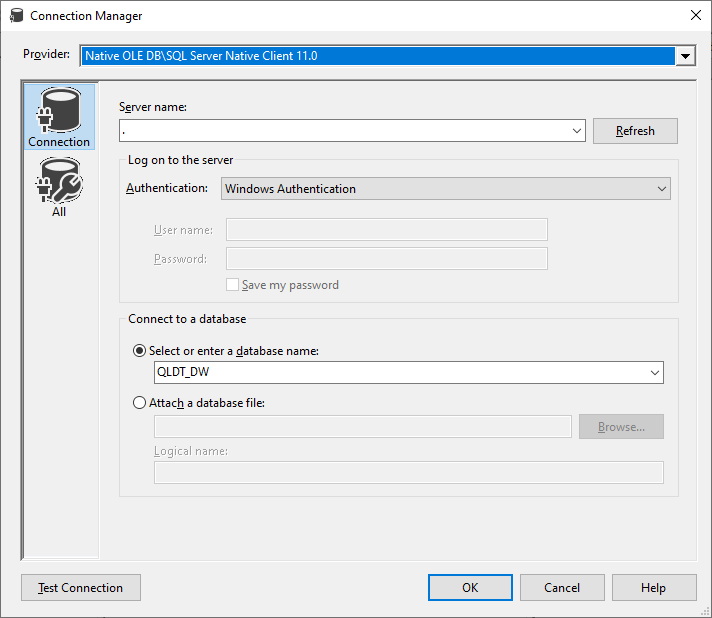 Connection Manager
Provider: Native OLE DB\SQL Server Native Client 11.0
Connection
All
Server name:
.
Refresh
Log on to the server
Authentication: Windows Authentication
User name:
Password:
Save my password
Connect to a database
Select or enter a database name:
QLDT_DW
Attach a database file:
Browse...
Logical name:
Test Connection OK Cancel Help